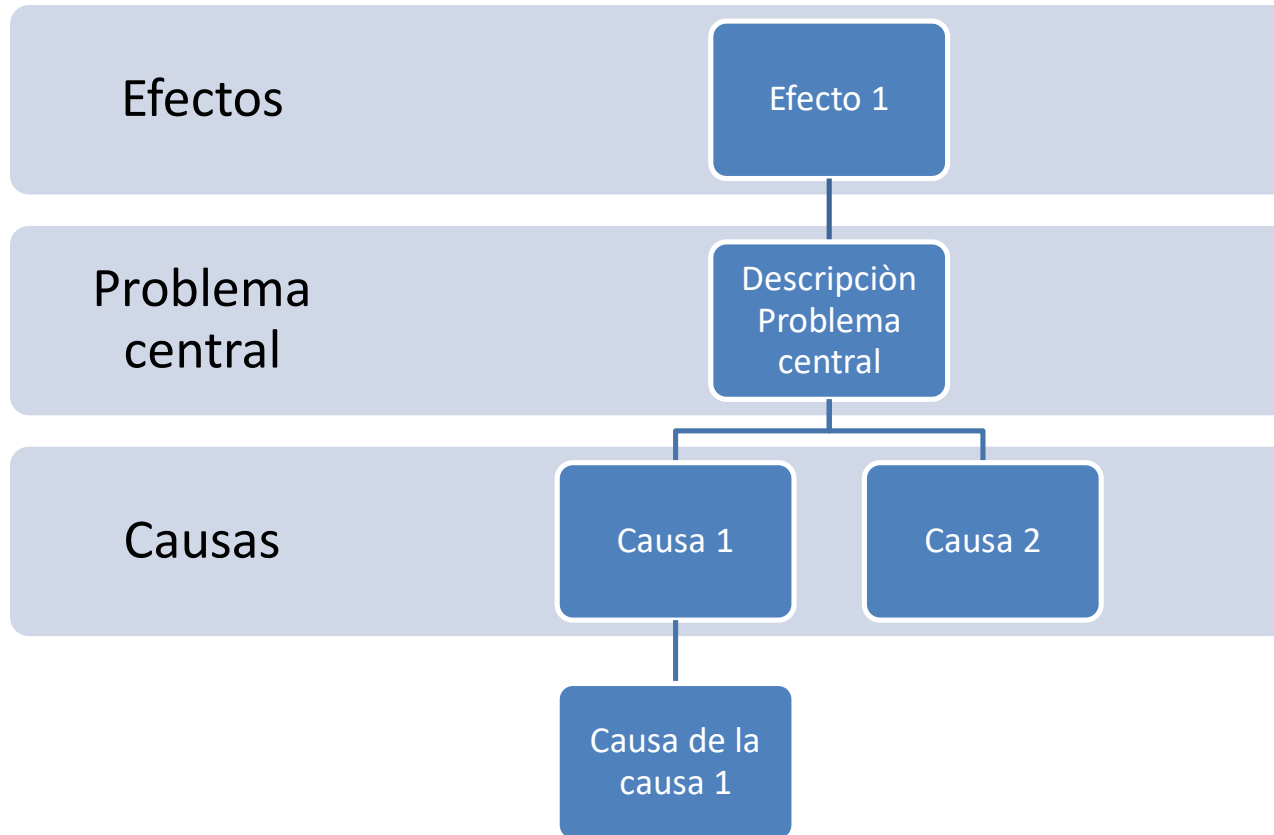 Efectos
Efecto 1
Problema
central
Descripciòn
Problema
central
Causas
Causa 1
Causa 2
Causa de la
causa 1